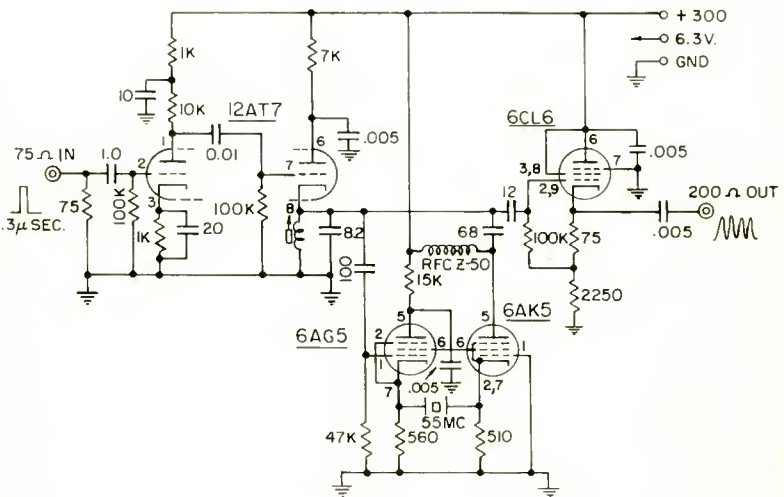 + 300
6.3V.
GND
1K
7K
10
10K
12AT7
6CL6
1
6
6
7
.005
.005
75 Ω IN
1.0
2
0.01
7
3,8
2,9
200 Ω OUT
12
3
8
.3μ SEC.
75
100K
1K
20
100K
82
100
68
100K
75
.005
RFC Z-50
15K
2250
6AG5
5
5
6AK5
2
1
6
6
1
.005
7
2,7
55MC
47K
560
510